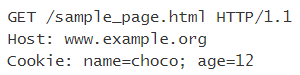 GET /sample_page.html HTTP/1.1
Host: www.example.org
Cookie: name=choco; age=12